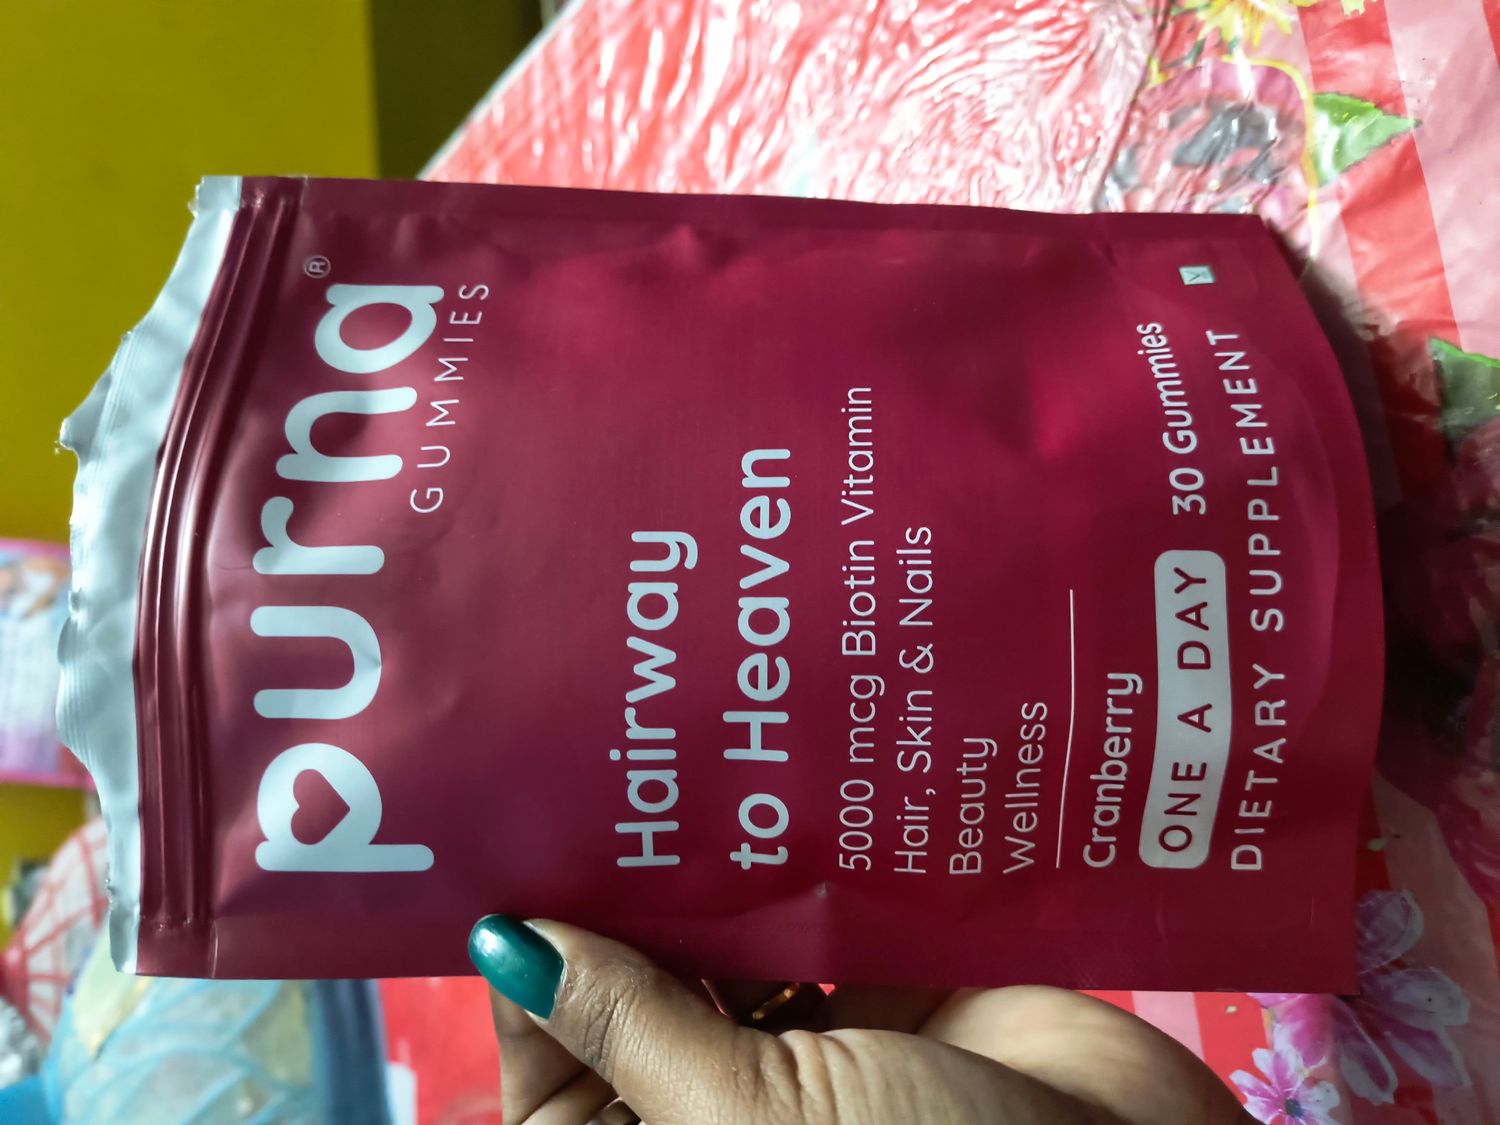 purna®
GUMMIES
Hairway
to Heaven
5000 mcg Biotin Vitamin
Hair, Skin & Nails
Beauty
Wellness
Cranberry
ONE A DAY 30 Gummies
DIETARY SUPPLEMENT
V